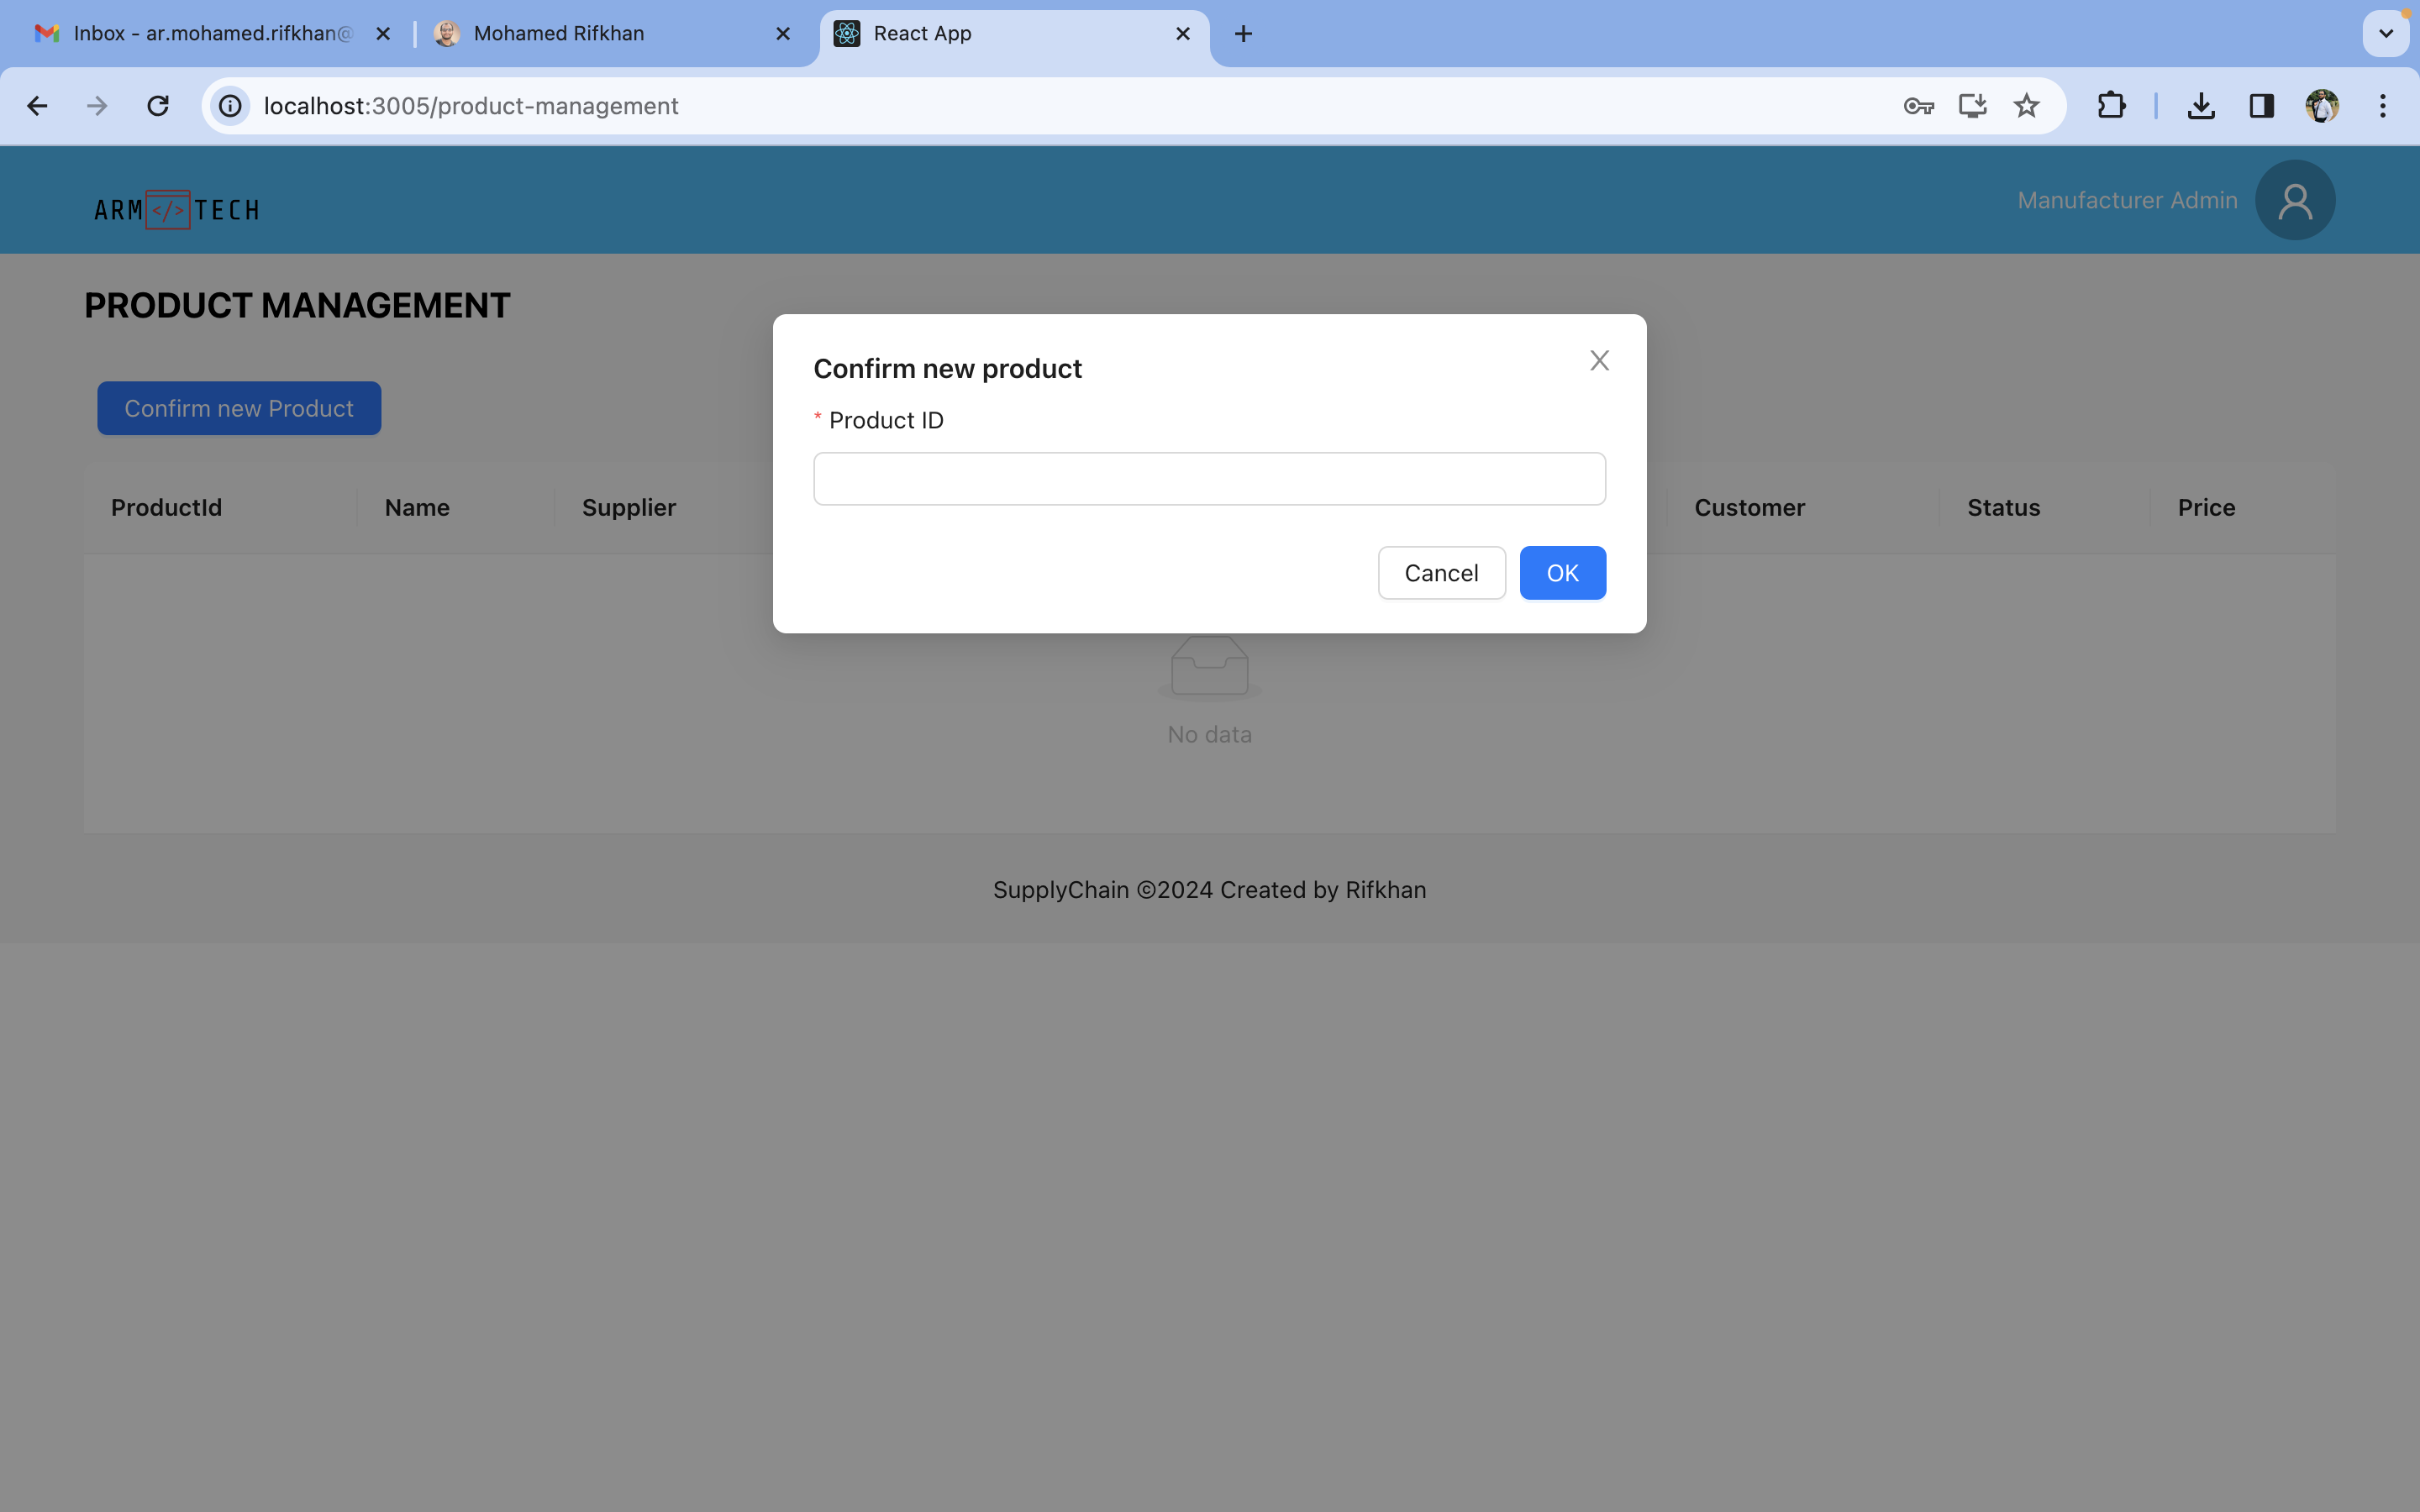 Inbox - ar.mohamed.rifkhan@
Mohamed Rifkhan
React App
localhost:3005/product-management
ARM</>TECH
Manufacturer Admin
PRODUCT MANAGEMENT
Confirm new Product
Confirm new product
* Product ID
Cancel OK
ProductId Name Supplier Customer Status Price
No data
SupplyChain ©2024 Created by Rifkhan